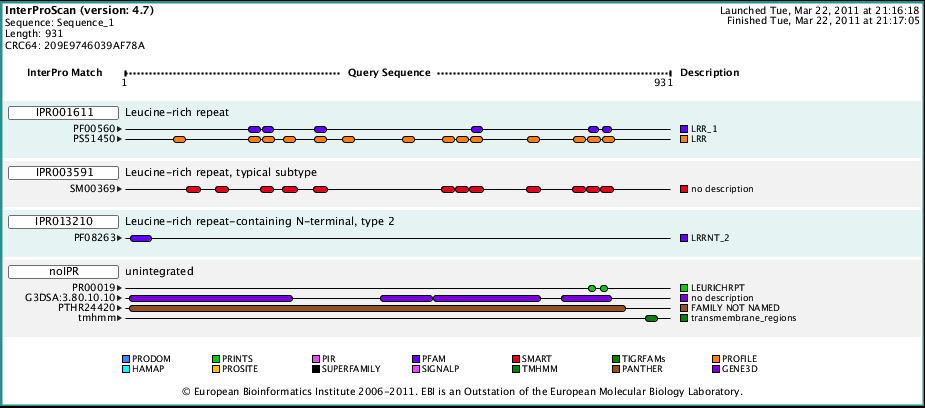 InterProScan (version: 4.7)
Launched Tue, Mar 22, 2011 at 21:16:18
Sequence: Sequence_1
Finished Tue, Mar 22, 2011 at 21:17:05
Length: 931
CRC64: 209E9746039AF78A
InterPro Match Query Sequence Description
1 931
IPR001611 Leucine-rich repeat
PF00560 LRR_1
PS51450 LRR
IPR003591 Leucine-rich repeat, typical subtype
SM00369 no description
IPR013210 Leucine-rich repeat-containing N-terminal, type 2
PF08263 LRRNT_2
noIPR unintegrated
PR00019 LEURICHRPT
G3DSA:3.80.10.10 no description
PTHR24420 FAMILY NOT NAMED
tmhmm transmembrane_regions
PRODOM PRINTS PIR PFAM SMART TIGRFAMs PROFILE
HAMAP PROSITE SUPERFAMILY SIGNALP TMHMM PANTHER GENE3D
© European Bioinformatics Institute 2006-2011. EBI is an Outstation of the European Molecular Biology Laboratory.